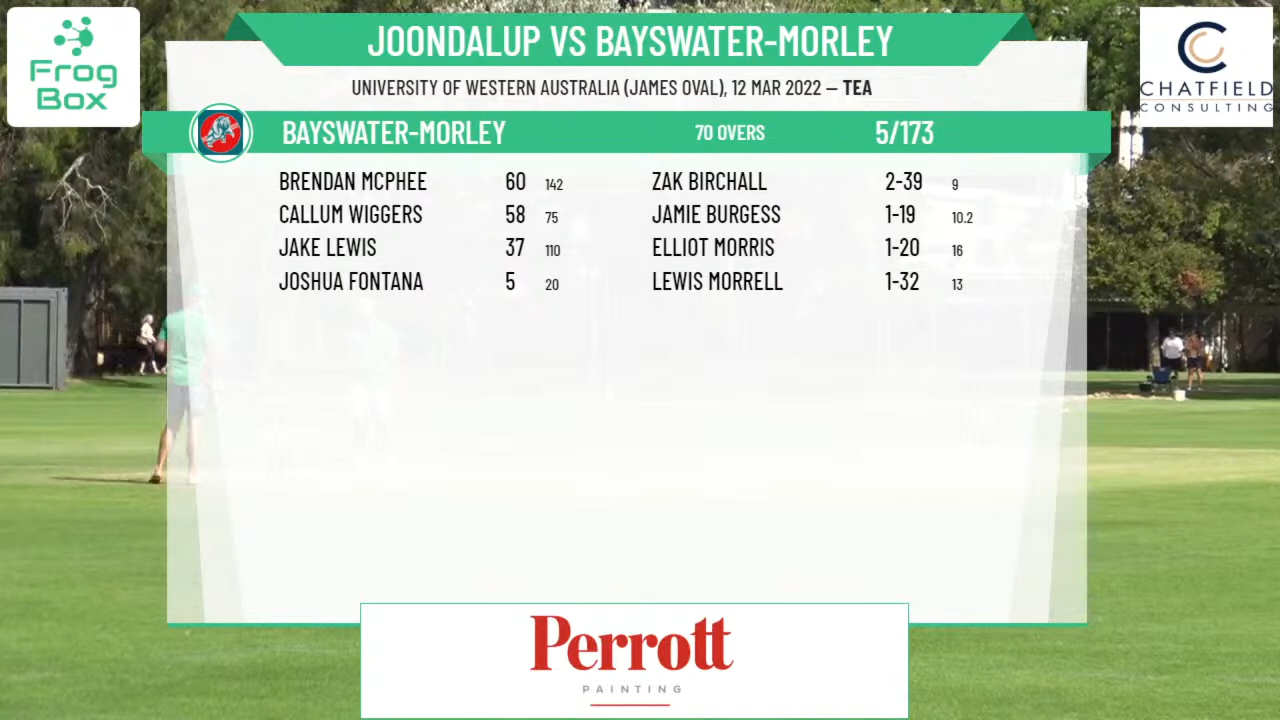 Frog
Box
JOONDALUP VS BAYSWATER-MORLEY
CHATFIELD
CONSULTING
UNIVERSITY OF WESTERN AUSTRALIA (JAMES OVAL), 12 MAR 2022 – TEA
BAYSWATER-MORLEY 70 OVERS 5/173
BRENDAN MCPHEE 60 142 ZAK BIRCHALL 2-39 9
CALLUM WIGGERS 58 75 JAMIE BURGESS 1-19 10.2
JAKE LEWIS 37 110 ELLIOT MORRIS 1-20 16
JOSHUA FONTANA 5 20 LEWIS MORRELL 1-32 13
Perrott
PAINTING